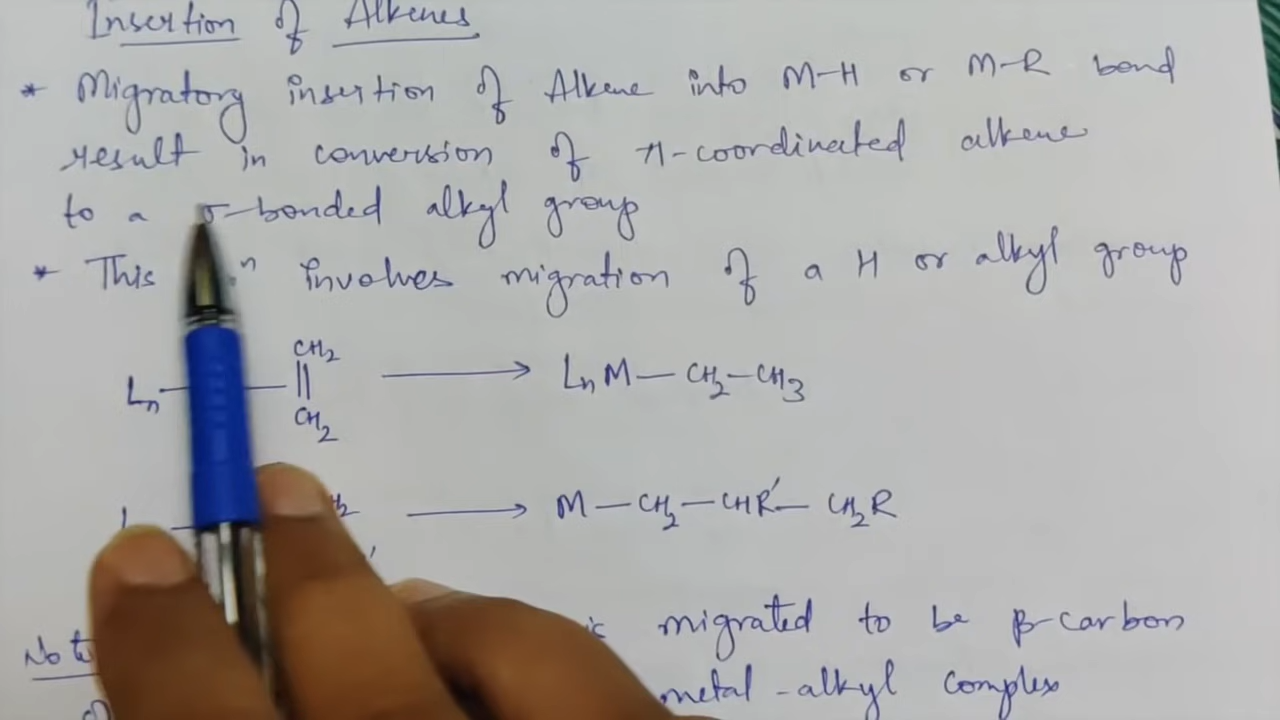 Insertion of Alkenes
* Migratory insertion of Alkene into M-H or M-R bond
result in conversion of π-coordinated alkene
to a σ-bonded alkyl group
* This involves migration of a H or alkyl group
CH2
Ln — || ⟶ LnM — CH2 — CH3
CH2
⟶ M — CH2 — CHR' — CH2R
Note migrated to be β-carbon
metal-alkyl complex